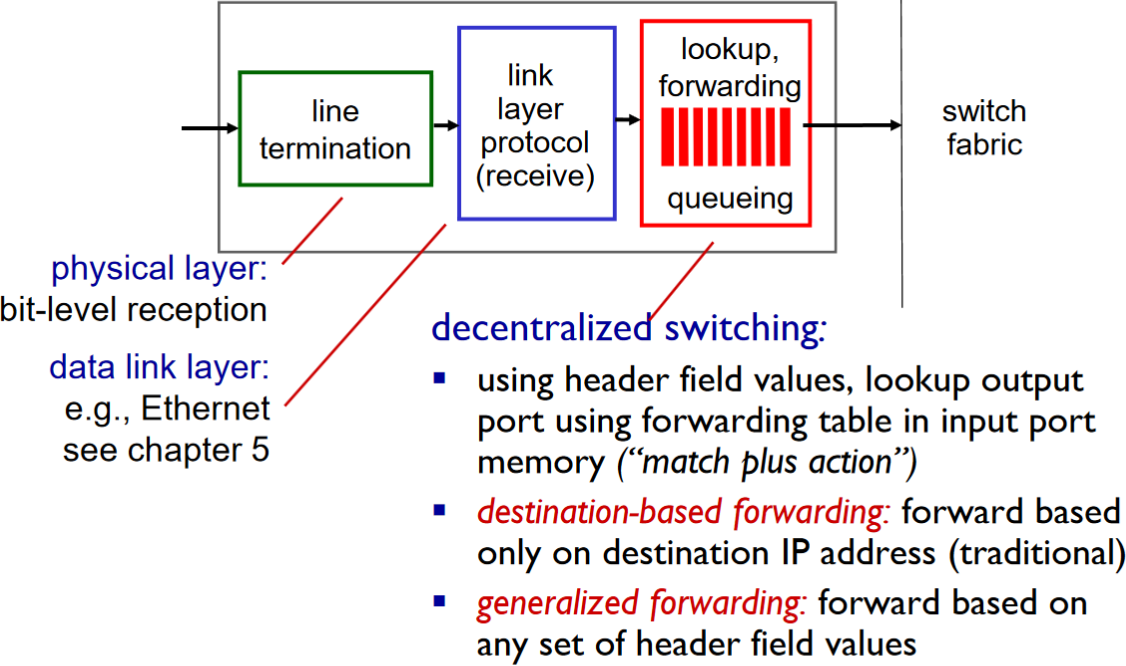 line
termination
link
layer
protocol
(receive)
lookup,
forwarding
queueing
switch
fabric
physical layer:
bit-level reception
data link layer:
e.g., Ethernet
see chapter 5
decentralized switching:
▪ using header field values, lookup output
port using forwarding table in input port
memory (“match plus action”)
▪ destination-based forwarding: forward based
only on destination IP address (traditional)
▪ generalized forwarding: forward based on
any set of header field values